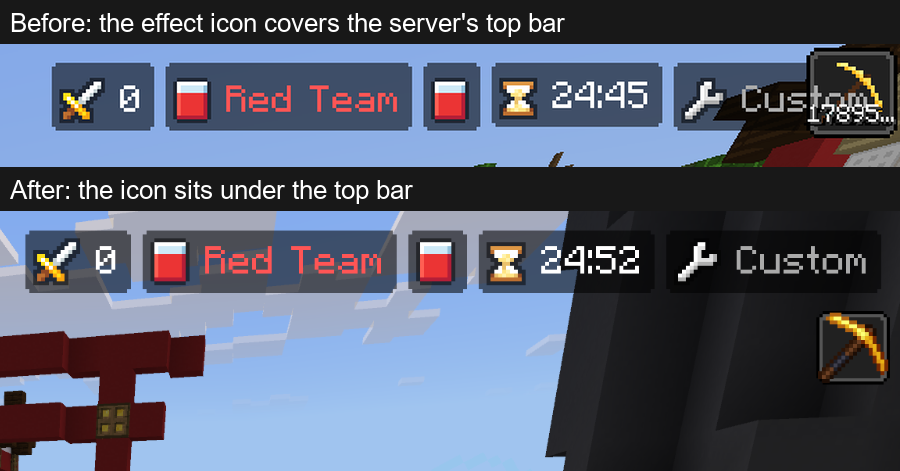 Before: the effect icon covers the server's top bar
0 Red Team 24:45 Custom
17895...
After: the icon sits under the top bar
0 Red Team 24:52 Custom